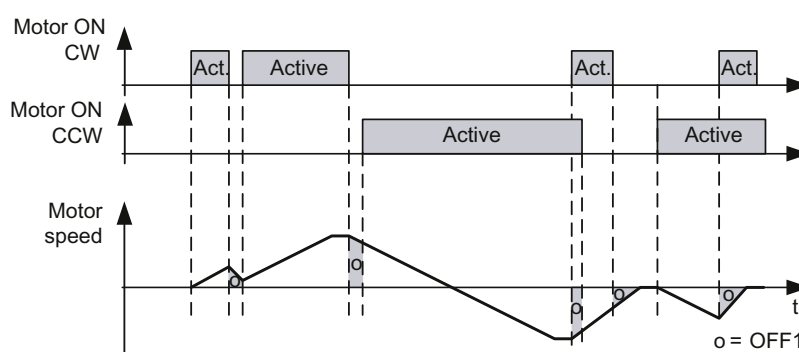 Motor ON
CW
Act.
Active
Act.
Act.
Motor ON
CCW
Active
Active
Motor
speed
o
o
o
o
o
t
o = OFF1